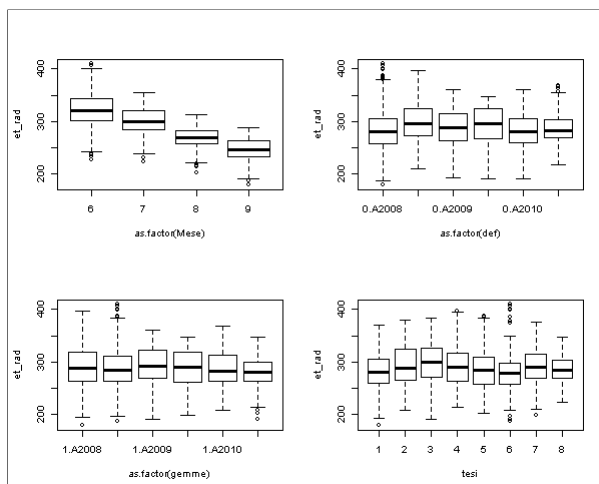 et_rad
400
300
200
6 7 8 9
as.factor(Mese)
et_rad
400
300
200
0.A2008 0.A2009 0.A2010
as.factor(def)
et_rad
400
300
200
1.A2008 1.A2009 1.A2010
as.factor(gemme)
et_rad
400
300
200
1 2 3 4 5 6 7 8
tesi